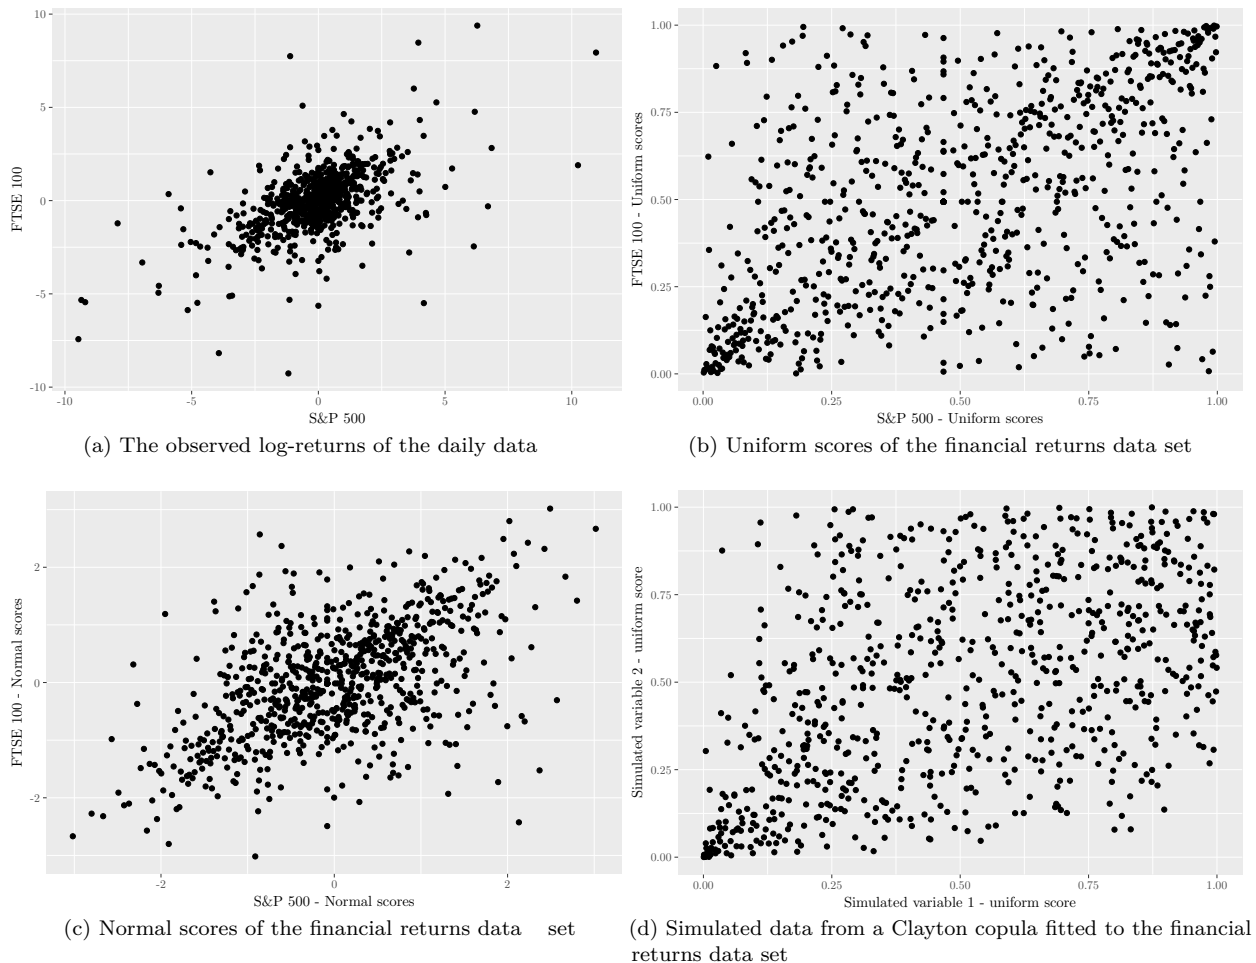 10
5
0
-5
-10
FTSE 100
-10
-5
0
5
10
S&P 500
(a) The observed log-returns of the daily data
1.00
0.75
0.50
0.25
0.00
FTSE 100 - Uniform scores
0.00
0.25
0.50
0.75
1.00
S&P 500 - Uniform scores
(b) Uniform scores of the financial returns data set
2
0
-2
FTSE 100 - Normal scores
-2
0
2
S&P 500 - Normal scores
(c) Normal scores of the financial returns data set
1.00
0.75
0.50
0.25
0.00
Simulated variable 2 - uniform score
0.00
0.25
0.50
0.75
1.00
Simulated variable 1 - uniform score
(d) Simulated data from a Clayton copula fitted to the financial
returns data set